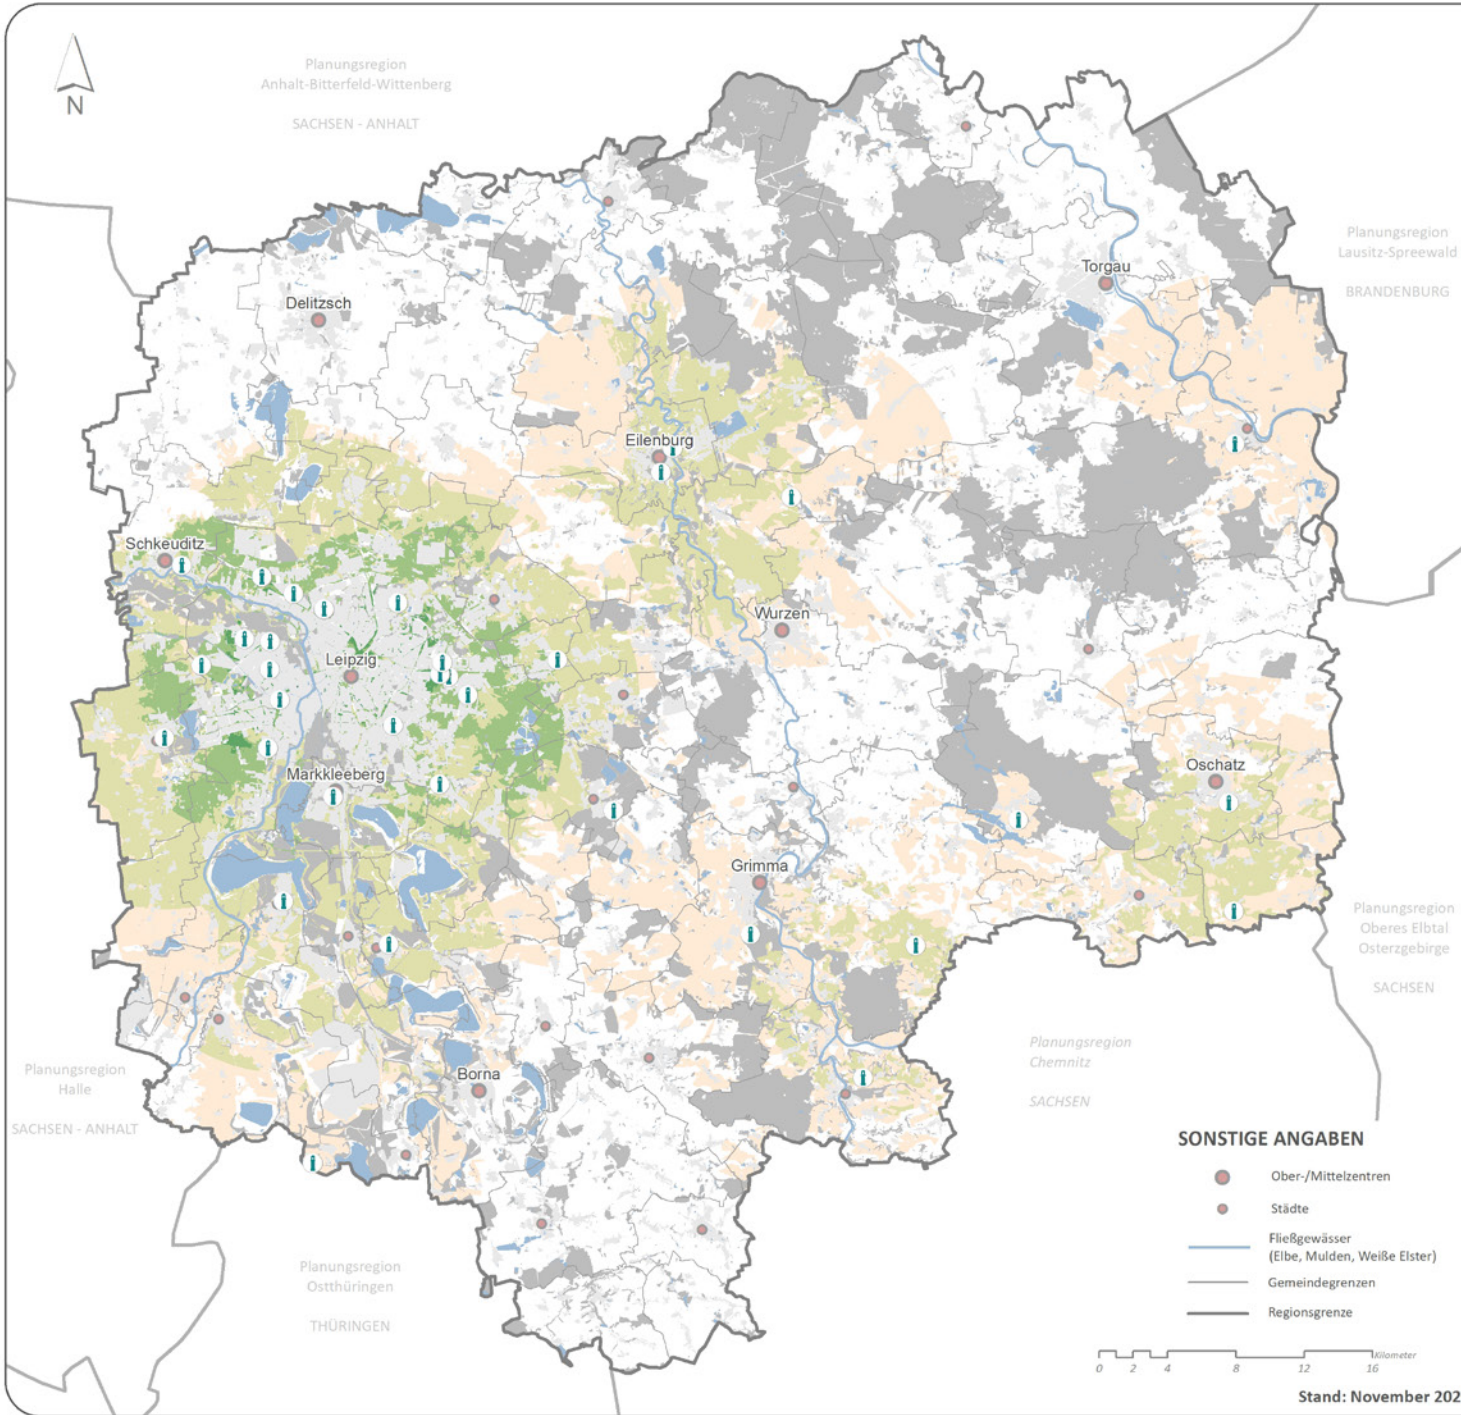 Planungsregion
Anhalt-Bitterfeld-Wittenberg
SACHSEN - ANHALT
N
Planungsregion
Lausitz-Spreewald
BRANDENBURG
Torgau
Delitzsch
Eilenburg
Schkeuditz
Wurzen
Leipzig
Markkleeberg
Oschatz
Grimma
Planungsregion
Oberes Elbtal
Osterzgebirge
SACHSEN
Planungsregion
Chemnitz
SACHSEN
Planungsregion
Halle
SACHSEN - ANHALT
Borna
Planungsregion
Ostthüringen
THÜRINGEN
SONSTIGE ANGABEN
Ober-/Mittelzentren
Städte
Fließgewässer
(Elbe, Mulden, Weiße Elster)
Gemeindegrenzen
Regionsgrenze
Kilometer
0 2 4 8 12 16
Stand: November 202